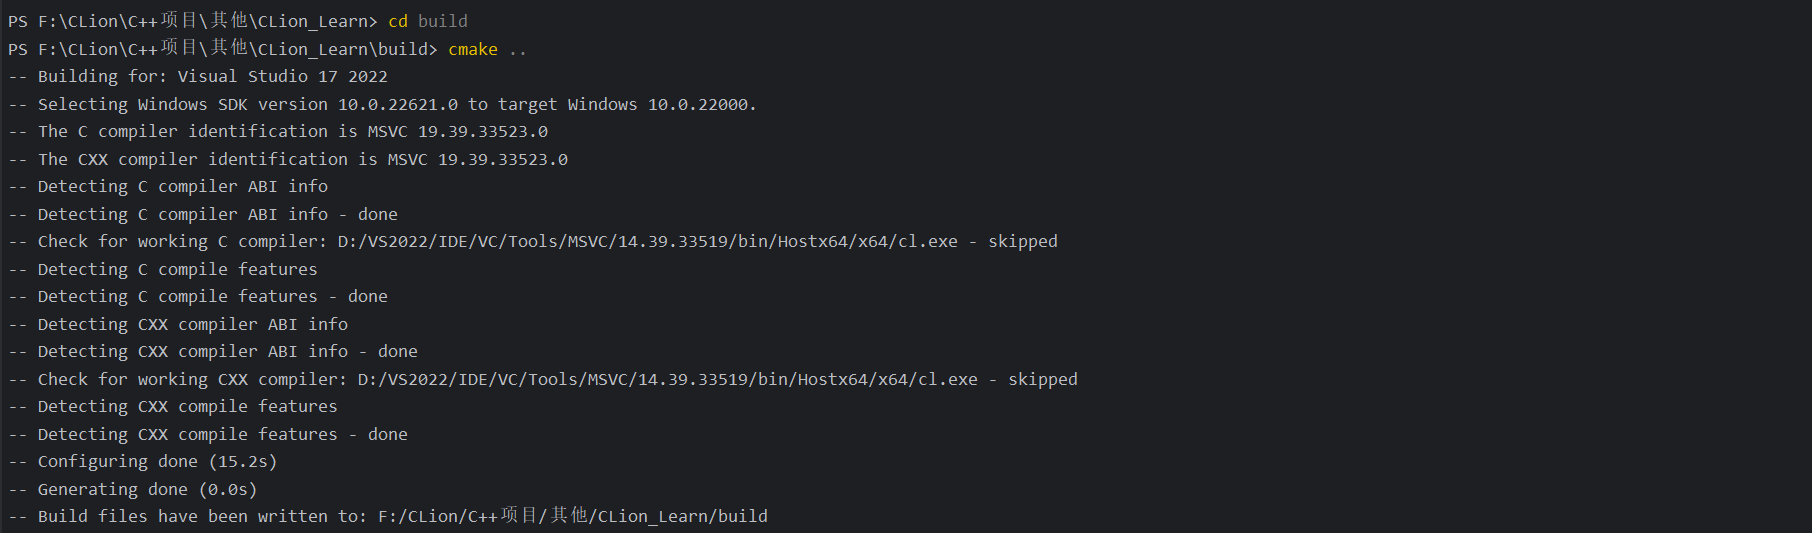 PS F:\CLion\C++项目\其他\CLion_Learn> cd build
PS F:\CLion\C++项目\其他\CLion_Learn\build> cmake ..
-- Building for: Visual Studio 17 2022
-- Selecting Windows SDK version 10.0.22621.0 to target Windows 10.0.22000.
-- The C compiler identification is MSVC 19.39.33523.0
-- The CXX compiler identification is MSVC 19.39.33523.0
-- Detecting C compiler ABI info
-- Detecting C compiler ABI info - done
-- Check for working C compiler: D:/VS2022/IDE/VC/Tools/MSVC/14.39.33519/bin/Hostx64/x64/cl.exe - skipped
-- Detecting C compile features
-- Detecting C compile features - done
-- Detecting CXX compiler ABI info
-- Detecting CXX compiler ABI info - done
-- Check for working CXX compiler: D:/VS2022/IDE/VC/Tools/MSVC/14.39.33519/bin/Hostx64/x64/cl.exe - skipped
-- Detecting CXX compile features
-- Detecting CXX compile features - done
-- Configuring done (15.2s)
-- Generating done (0.0s)
-- Build files have been written to: F:/CLion/C++项目/其他/CLion_Learn/build